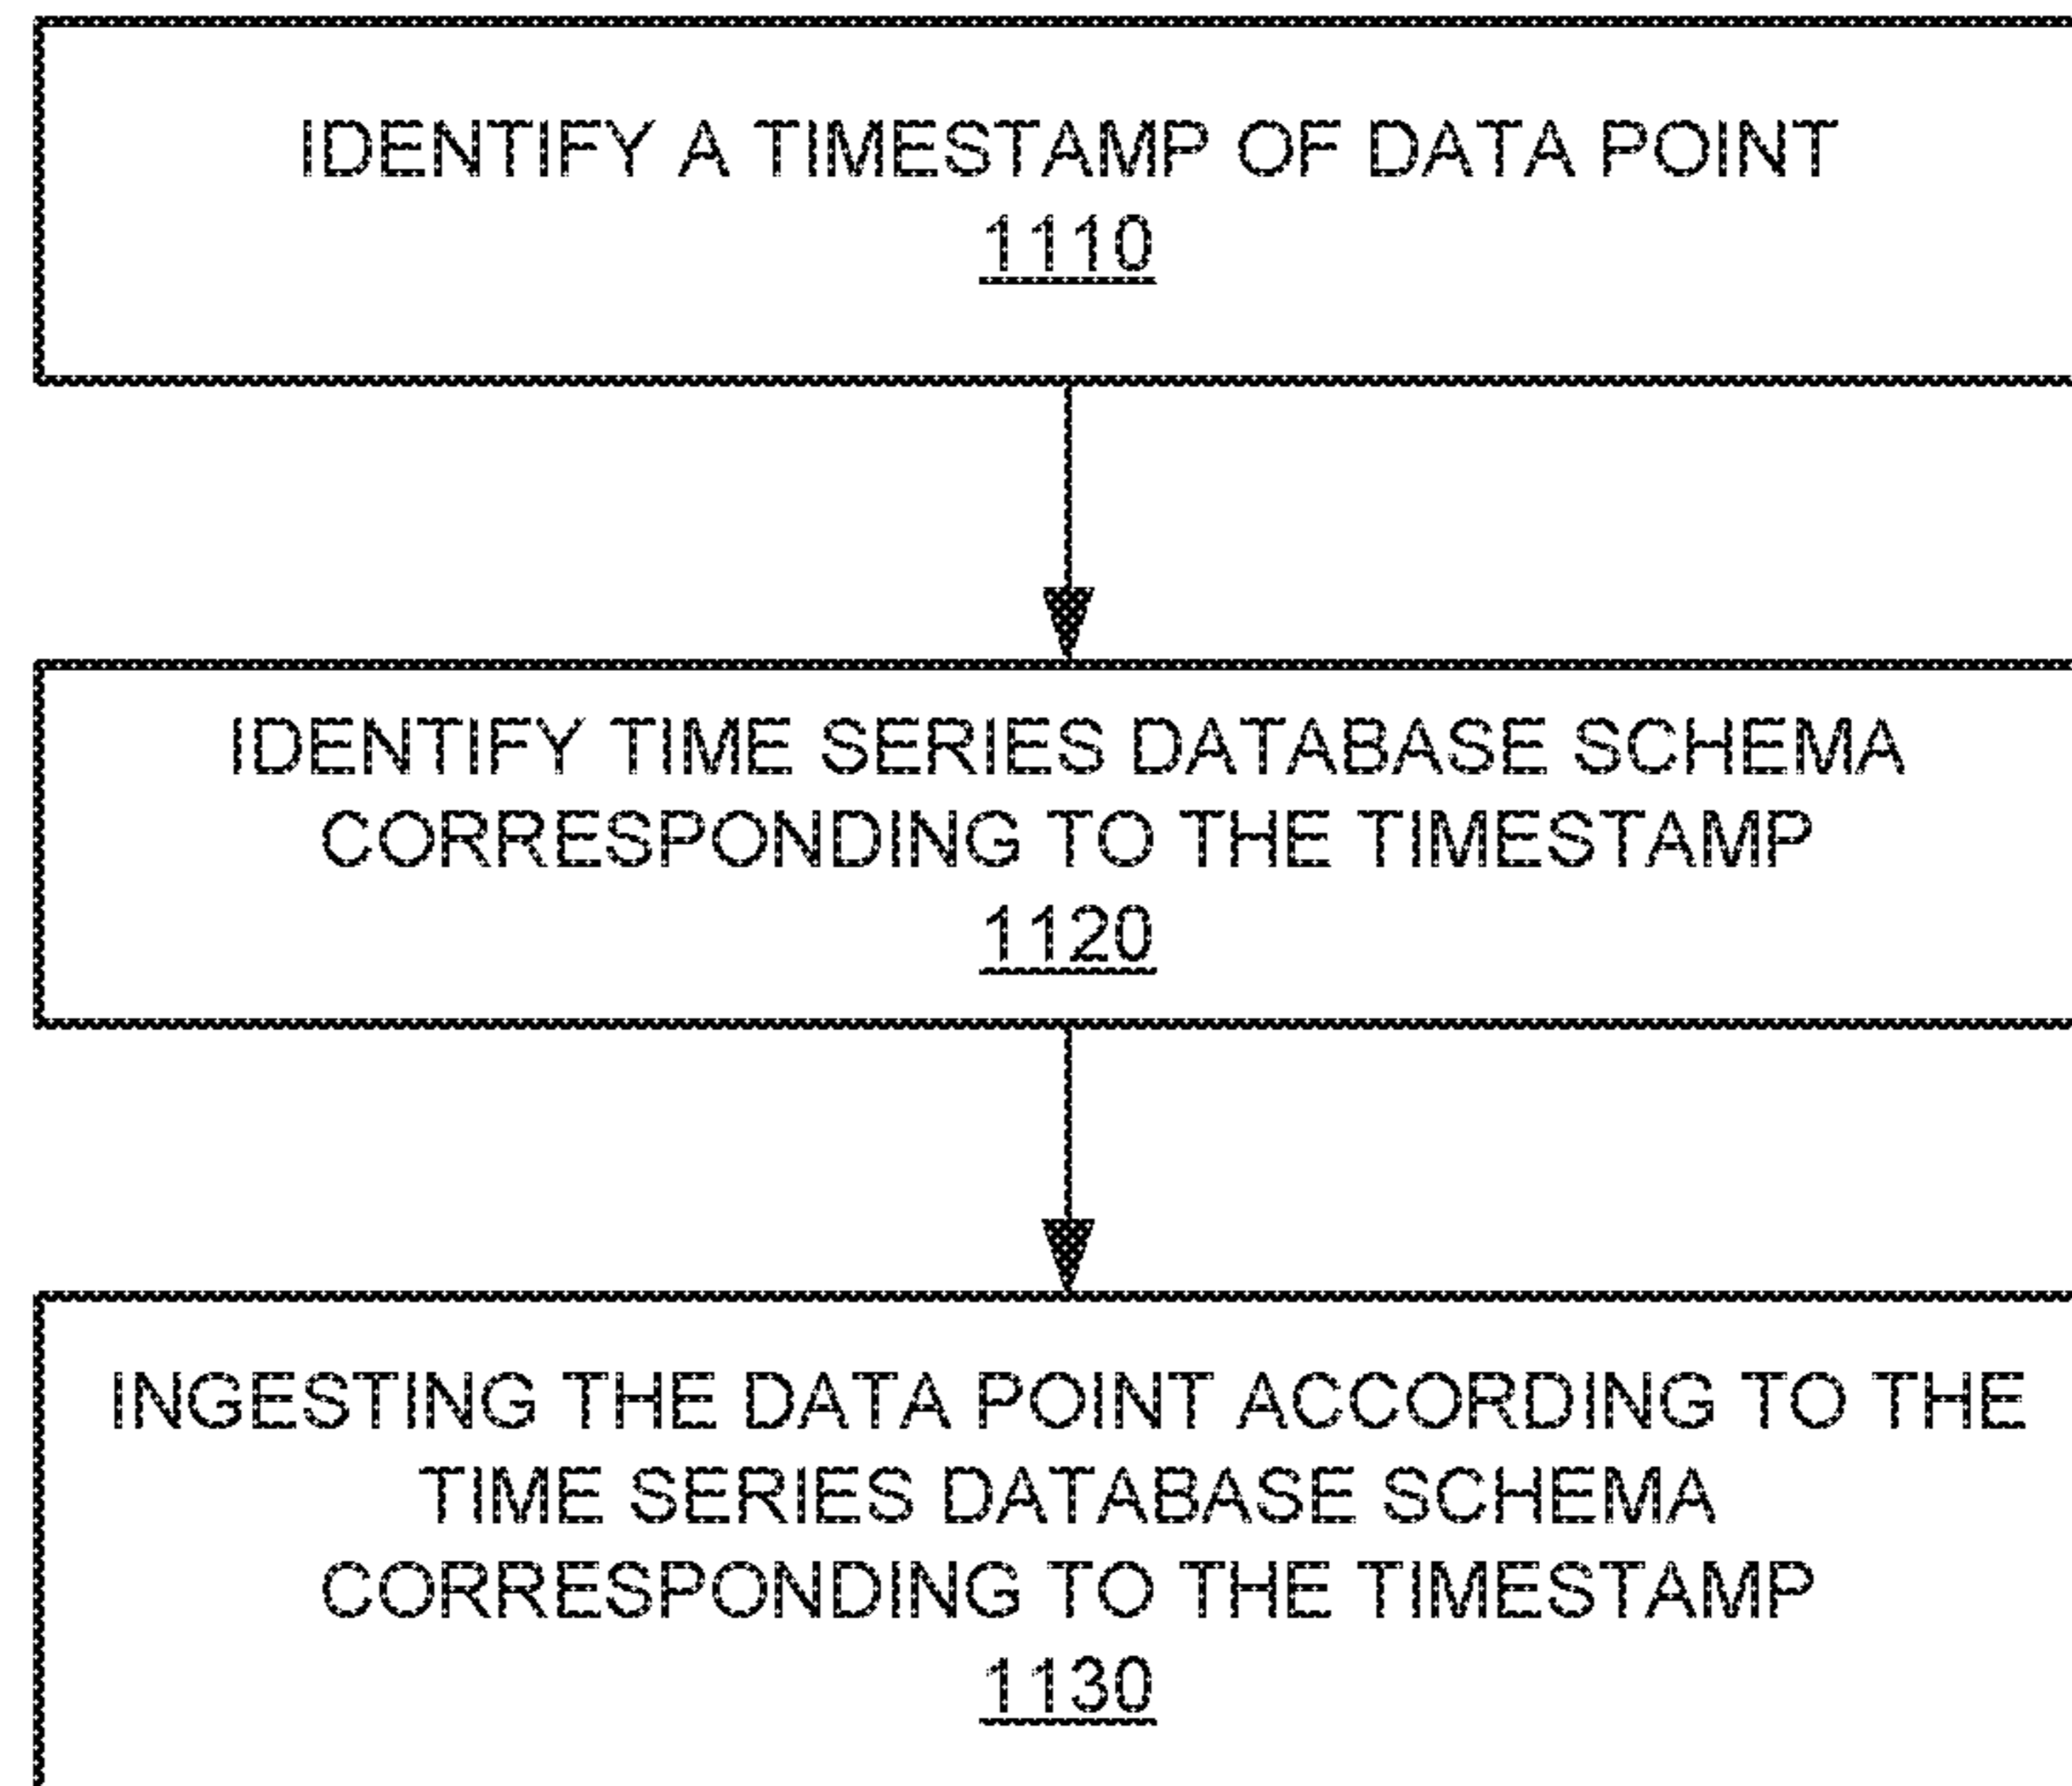 IDENTIFY A TIMESTAMP OF DATA POINT
1110
IDENTIFY TIME SERIES DATABASE SCHEMA
CORRESPONDING TO THE TIMESTAMP
1120
INGESTING THE DATA POINT ACCORDING TO THE
TIME SERIES DATABASE SCHEMA
CORRESPONDING TO THE TIMESTAMP
1130